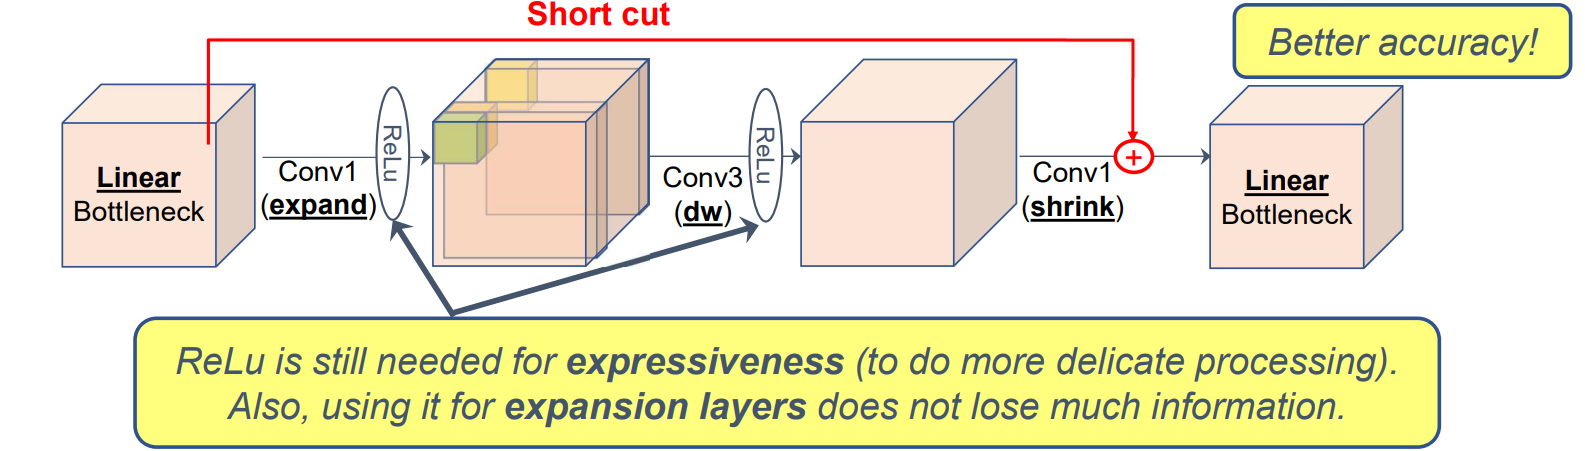 Short cut
Better accuracy!
Linear
Bottleneck
Conv1
(expand)
ReLu
Conv3
(dw)
ReLu
Conv1
(shrink)
+
Linear
Bottleneck
ReLu is still needed for expressiveness (to do more delicate processing).
Also, using it for expansion layers does not lose much information.